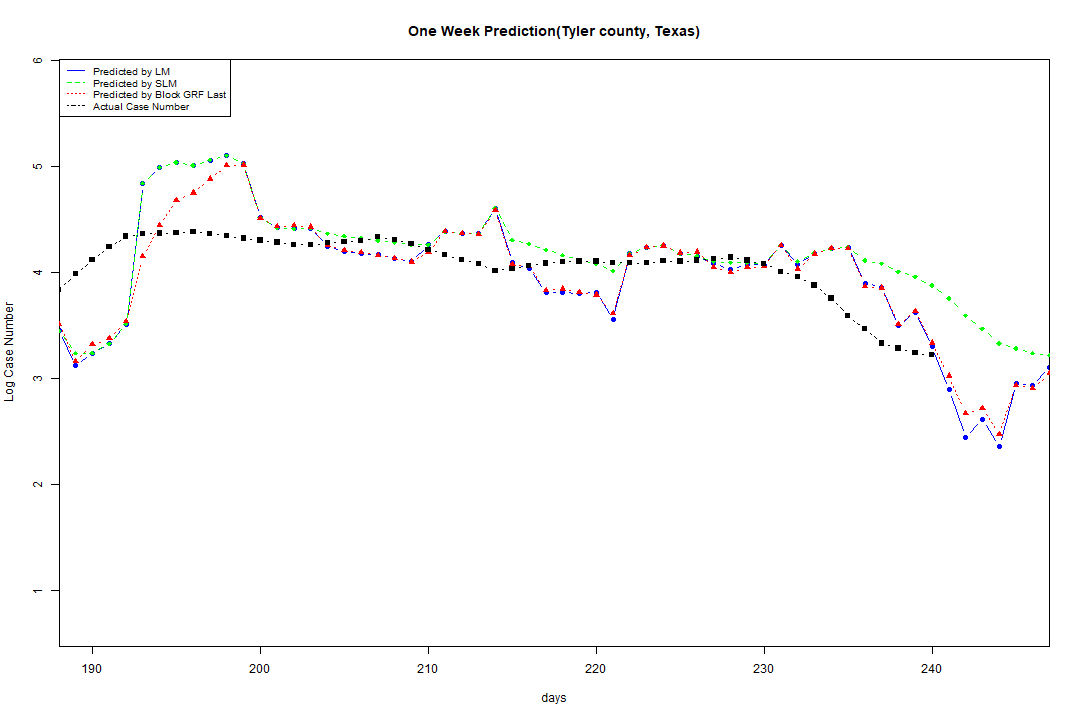 One Week Prediction(Tyler county, Texas)
Predicted by LM
Predicted by SLM
Predicted by Block GRF Last
Actual Case Number
Log Case Number
6
5
4
3
2
1
190 200 210 220 230 240
days